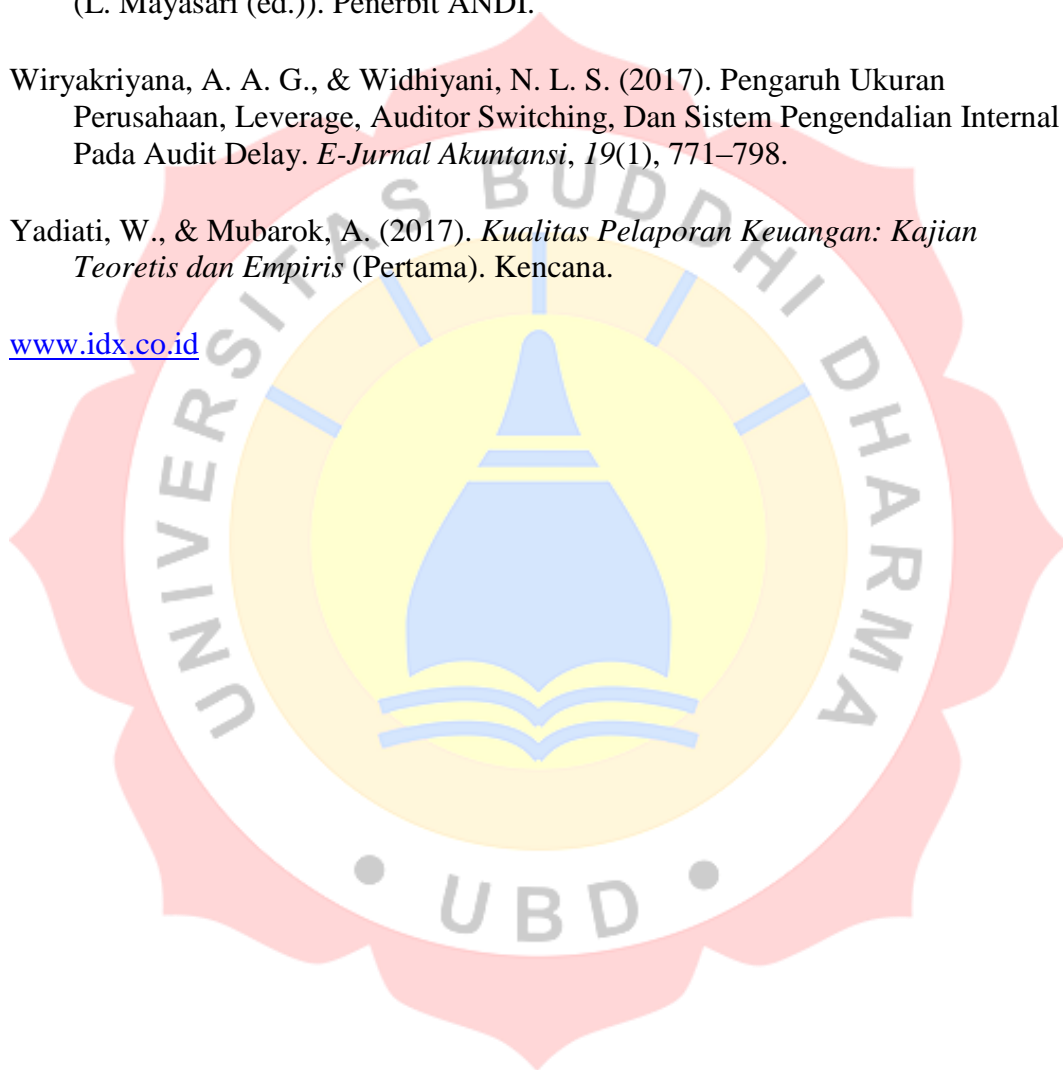 (L. Mayasari (ed.)). Penerbit ANDI.
Wiryakriyana, A. A. G., & Widhiyani, N. L. S. (2017). Pengaruh Ukuran
Perusahaan, Leverage, Auditor Switching, Dan Sistem Pengendalian Internal
Pada Audit Delay. E-Jurnal Akuntansi, 19(1), 771–798.
Yadiati, W., & Mubarok, A. (2017). Kualitas Pelaporan Keuangan: Kajian
Teoretis dan Empiris (Pertama). Kencana.
www.idx.co.id
UNIVERSITAS BUDDHI DHARMA
• UBD •